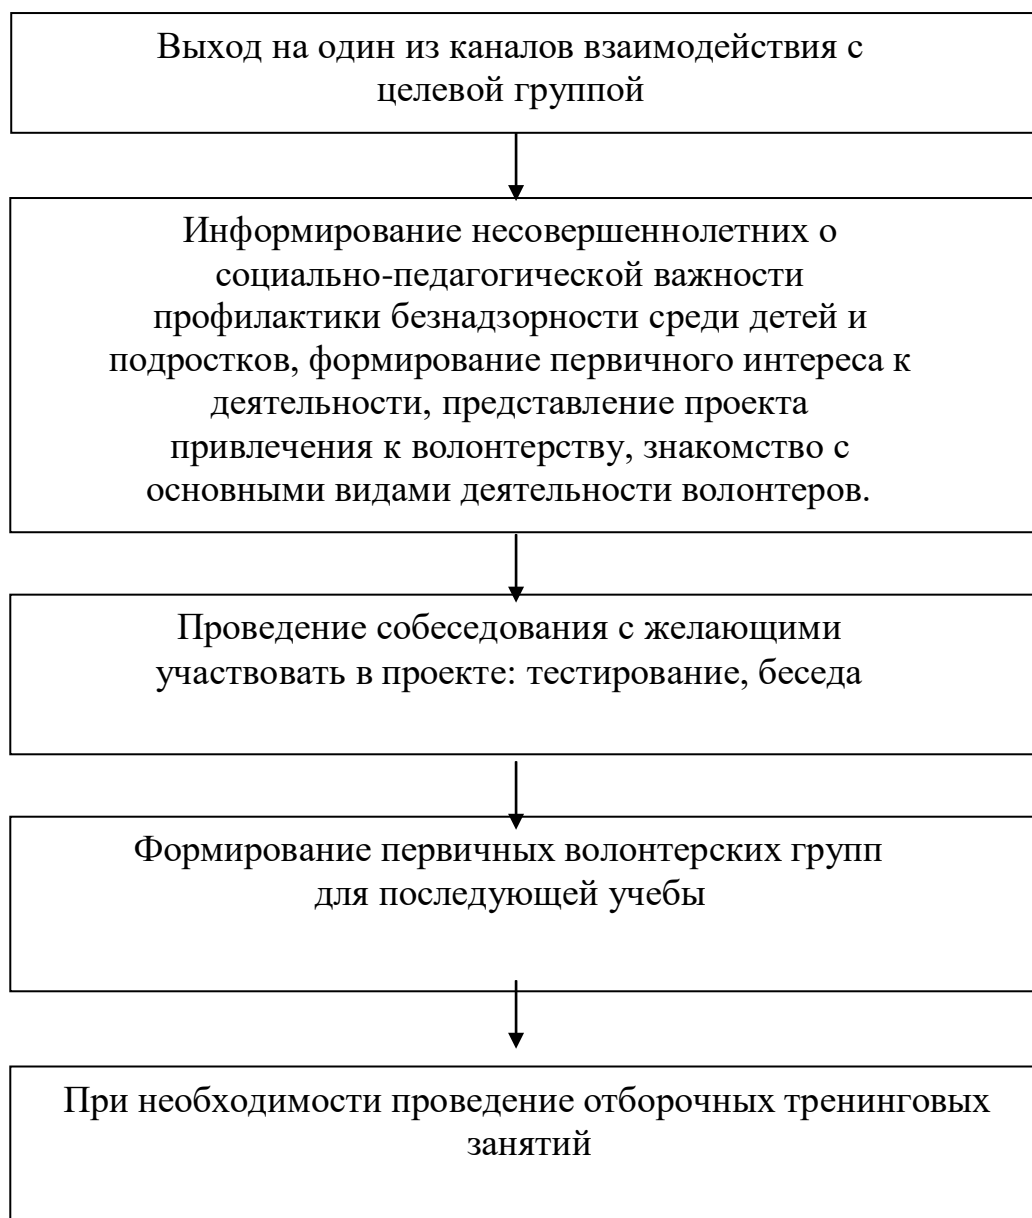 Выход на один из каналов взаимодействия с
целевой группой
Информирование несовершеннолетних о
социально-педагогической важности
профилактики безнадзорности среди детей и
подростков, формирование первичного интереса к
деятельности, представление проекта
привлечения к волонтерству, знакомство с
основными видами деятельности волонтеров.
Проведение собеседования с желающими
участвовать в проекте: тестирование, беседа
Формирование первичных волонтерских групп
для последующей учебы
При необходимости проведение отборочных тренинговых
занятий